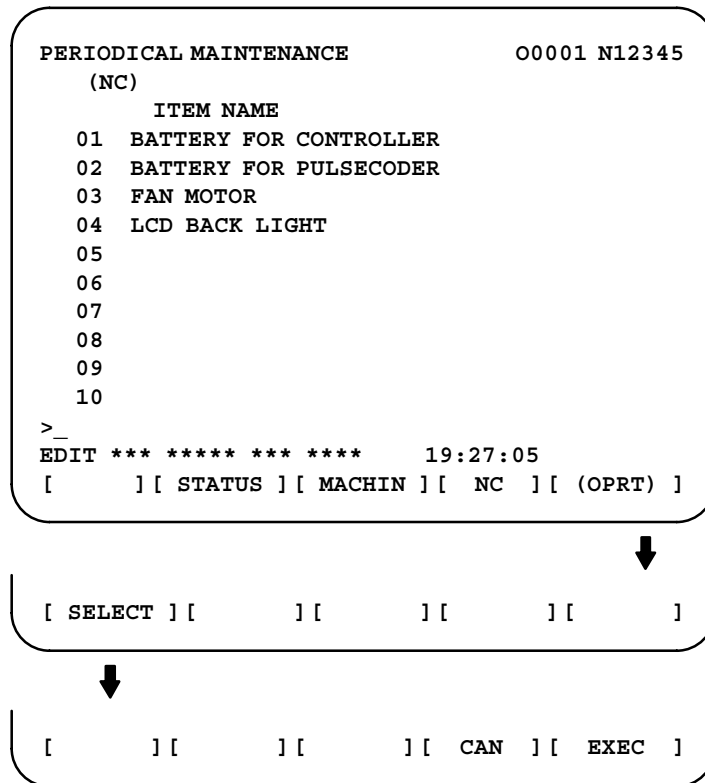 PERIODICAL MAINTENANCE O0001 N12345
(NC)
ITEM NAME
01 BATTERY FOR CONTROLLER
02 BATTERY FOR PULSECODER
03 FAN MOTOR
04 LCD BACK LIGHT
05
06
07
08
09
10
>_
EDIT *** ***** *** **** 19:27:05
[ ][ STATUS ][ MACHIN ][ NC ][ (OPRT) ]
[ SELECT ][ ][ ][ ][ ]
[ ][ ][ ][ CAN ][ EXEC ]